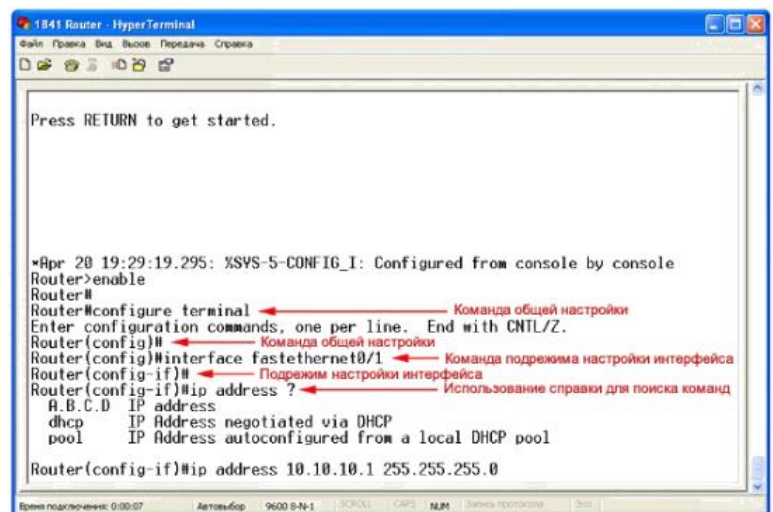 1841 Router - HyperTerminal
Файл Правка Вид Вызов Передача Справка
Press RETURN to get started.
*Apr 20 19:29:19.295: %SYS-5-CONFIG_I: Configured from console by console
Router>enable
Router#
Router#configure terminal Команда общей настройки
Enter configuration commands, one per line. End with CNTL/Z.
Router(config)# Команда общей настройки
Router(config)#interface fastethernet0/1 Команда подрежима настройки интерфейса
Router(config-if)# Подрежим настройки интерфейса
Router(config-if)#ip address ? Использование справки для поиска команд
A.B.C.D IP address
dhcp IP Address negotiated via DHCP
pool IP Address autoconfigured from a local DHCP pool
Router(config-if)#ip address 10.10.10.1 255.255.255.0
Время подключения: 0:00:07 Автовыбор 9600 8-N-1 SCROLL CAPS NUM Запись протокола Эхо